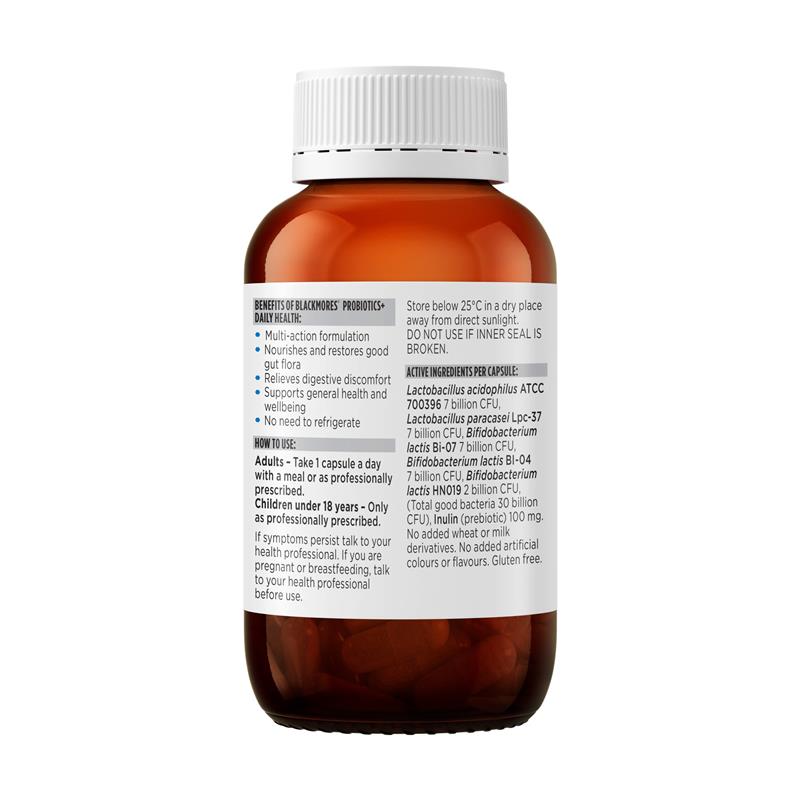 BENEFITS OF BLACKMORES® PROBIOTICS+
DAILY HEALTH:
• Multi-action formulation
• Nourishes and restores good
gut flora
• Relieves digestive discomfort
• Supports general health and
wellbeing
• No need to refrigerate
HOW TO USE:
Adults – Take 1 capsule a day
with a meal or as professionally
prescribed.
Children under 18 years – Only
as professionally prescribed.
If symptoms persist talk to your
health professional. If you are
pregnant or breastfeeding, talk
to your health professional
before use.
Store below 25°C in a dry place
away from direct sunlight.
DO NOT USE IF INNER SEAL IS
BROKEN.
ACTIVE INGREDIENTS PER CAPSULE:
Lactobacillus acidophilus ATCC
700396 7 billion CFU,
Lactobacillus paracasei Lpc-37
7 billion CFU, Bifidobacterium
lactis Bi-07 7 billion CFU,
Bifidobacterium lactis BI-04
7 billion CFU, Bifidobacterium
lactis HN019 2 billion CFU,
(Total good bacteria 30 billion
CFU), Inulin (prebiotic) 100 mg.
No added wheat or milk
derivatives. No added artificial
colours or flavours. Gluten free.